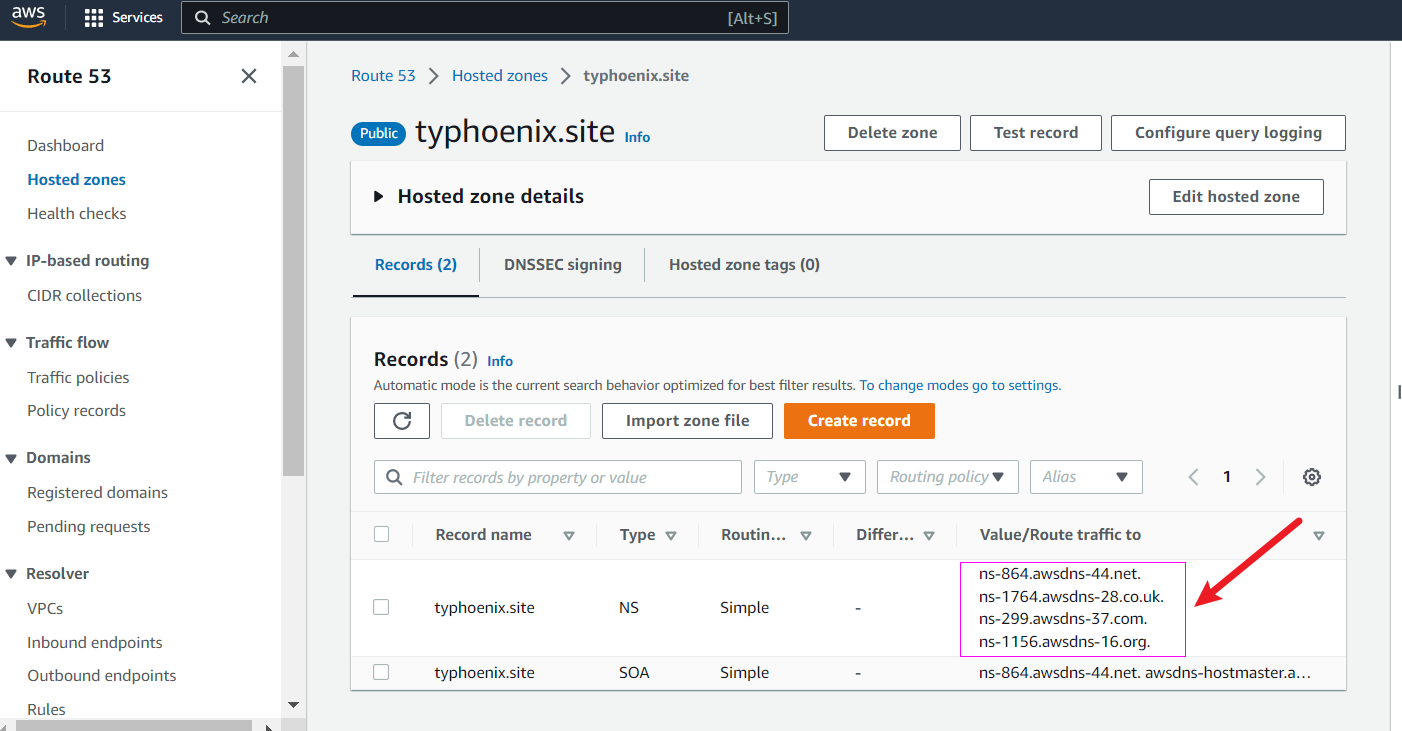 aws
Services
Search
[Alt+S]
Route 53
Dashboard
Hosted zones
Health checks
IP-based routing
CIDR collections
Traffic flow
Traffic policies
Policy records
Domains
Registered domains
Pending requests
Resolver
VPCs
Inbound endpoints
Outbound endpoints
Rules
Route 53 > Hosted zones > typhoenix.site
Public typhoenix.site Info
Delete zone
Test record
Configure query logging
Hosted zone details
Edit hosted zone
Records (2)
DNSSEC signing
Hosted zone tags (0)
Records (2) Info
Automatic mode is the current search behavior optimized for best filter results. To change modes go to settings.
Delete record
Import zone file
Create record
Filter records by property or value
Type
Routing policy
Alias
1
Record name
Type
Routin...
Differ...
Value/Route traffic to
typhoenix.site
NS
Simple
-
ns-864.awsdns-44.net.
ns-1764.awsdns-28.co.uk.
ns-299.awsdns-37.com.
ns-1156.awsdns-16.org.
typhoenix.site
SOA
Simple
-
ns-864.awsdns-44.net. awsdns-hostmaster.a...